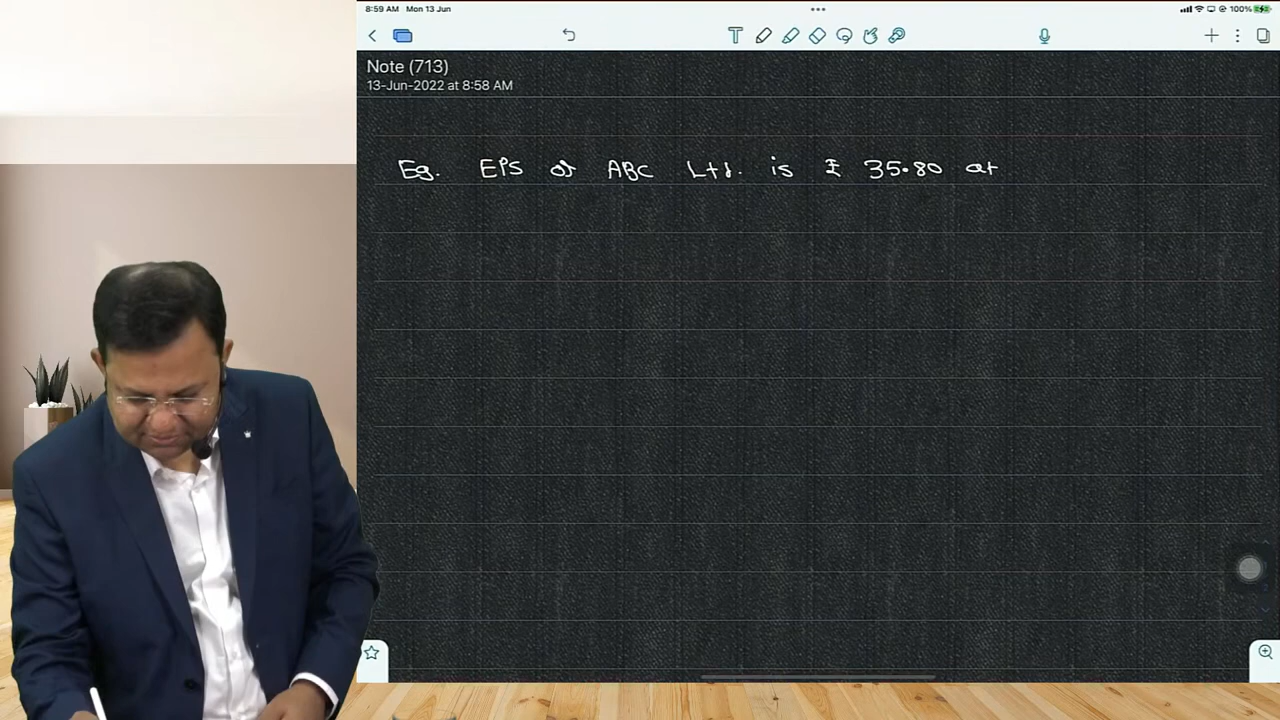 8:59 AM Mon 13 Jun
100%
Note (713)
13-Jun-2022 at 8:58 AM
Eg. EPS of ABC Ltd. is ₹ 35.80 at